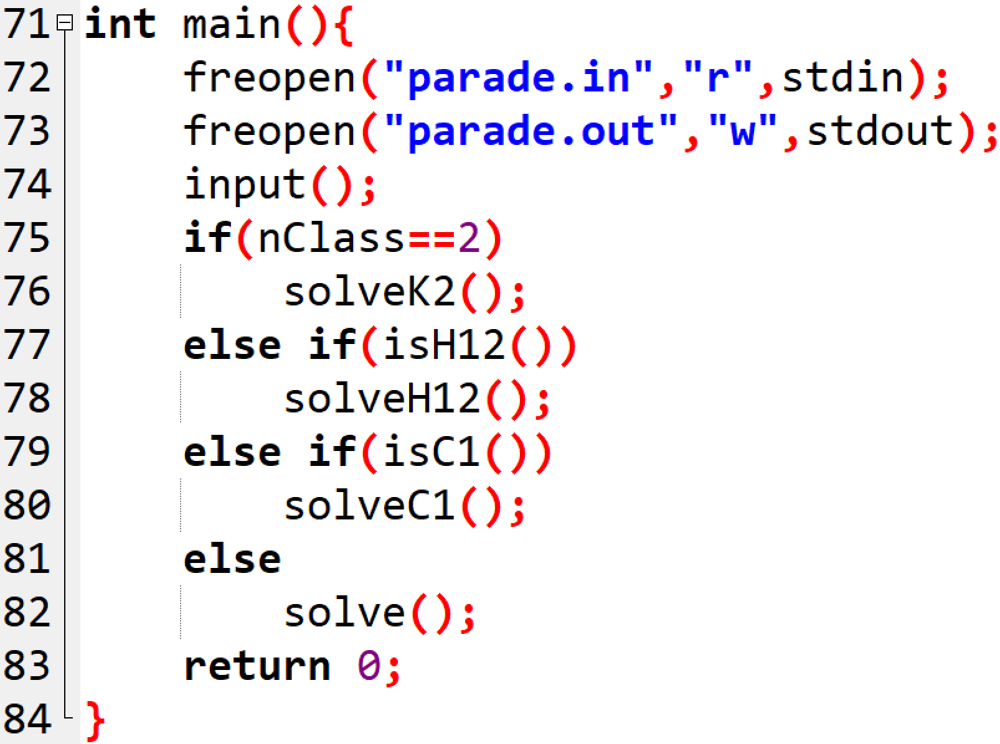 71 int main(){
72 freopen("parade.in","r",stdin);
73 freopen("parade.out","w",stdout);
74 input();
75 if(nClass==2)
76 solveK2();
77 else if(isH12())
78 solveH12();
79 else if(isC1())
80 solveC1();
81 else
82 solve();
83 return 0;
84 }